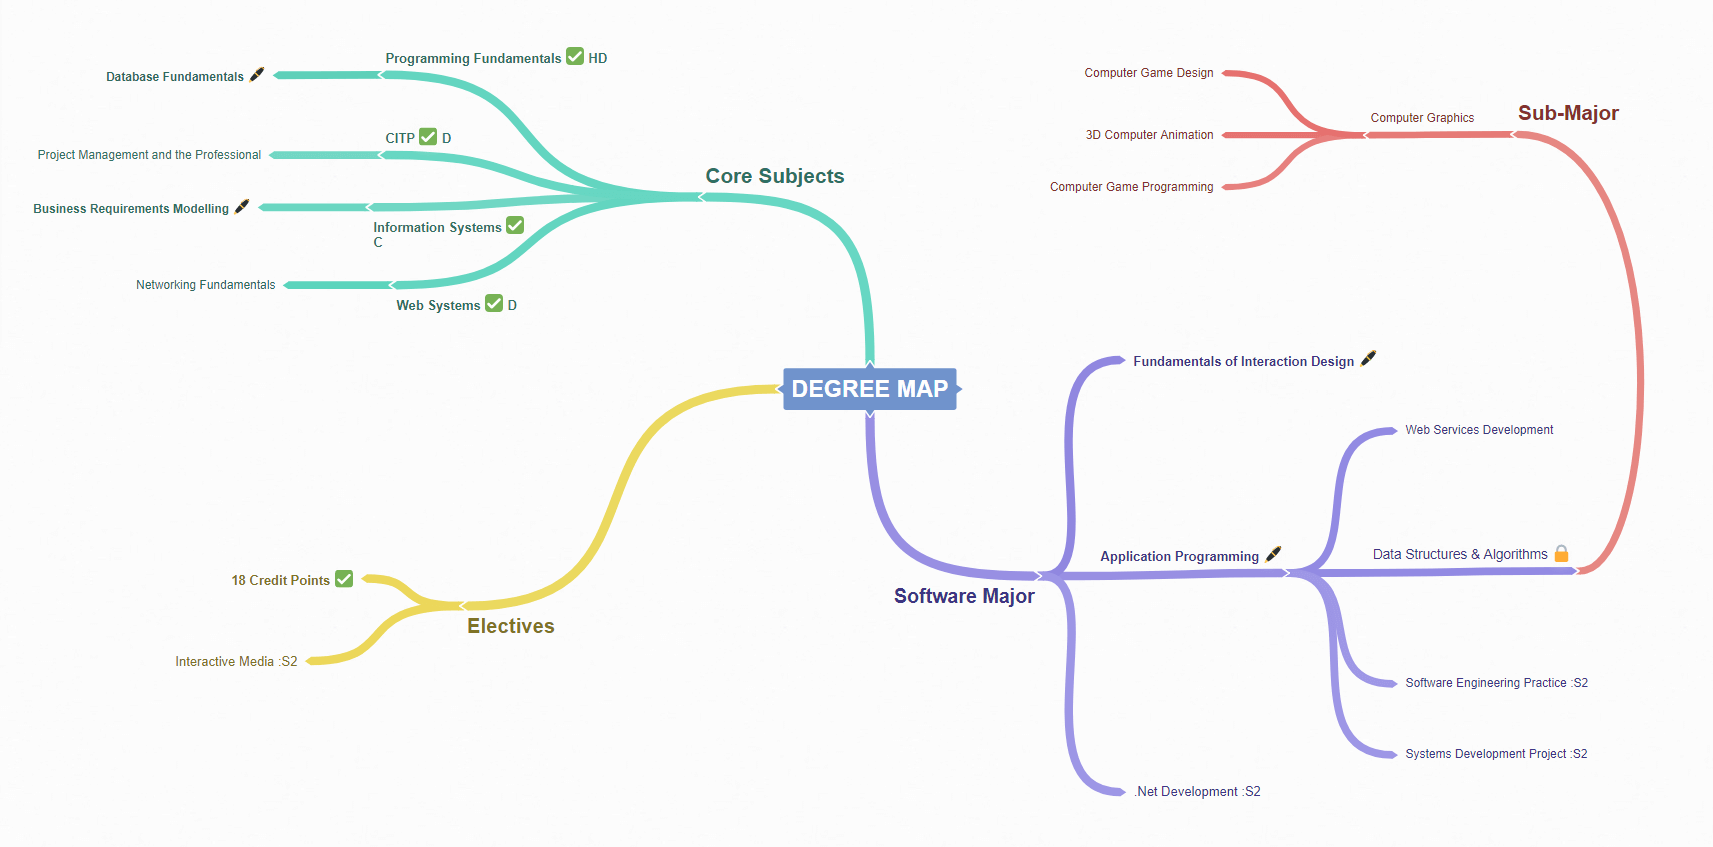 Programming Fundamentals ✅ HD
Database Fundamentals
CITP ✅ D
Project Management and the Professional
Core Subjects
Business Requirements Modelling
Information Systems ✅
C
Networking Fundamentals
Web Systems ✅ D
Computer Game Design
3D Computer Animation
Computer Game Programming
Computer Graphics
Sub-Major
DEGREE MAP
Fundamentals of Interaction Design
Web Services Development
Application Programming
Data Structures & Algorithms 🔒
Software Major
Software Engineering Practice :S2
Systems Development Project :S2
.Net Development :S2
18 Credit Points ✅
Electives
Interactive Media :S2